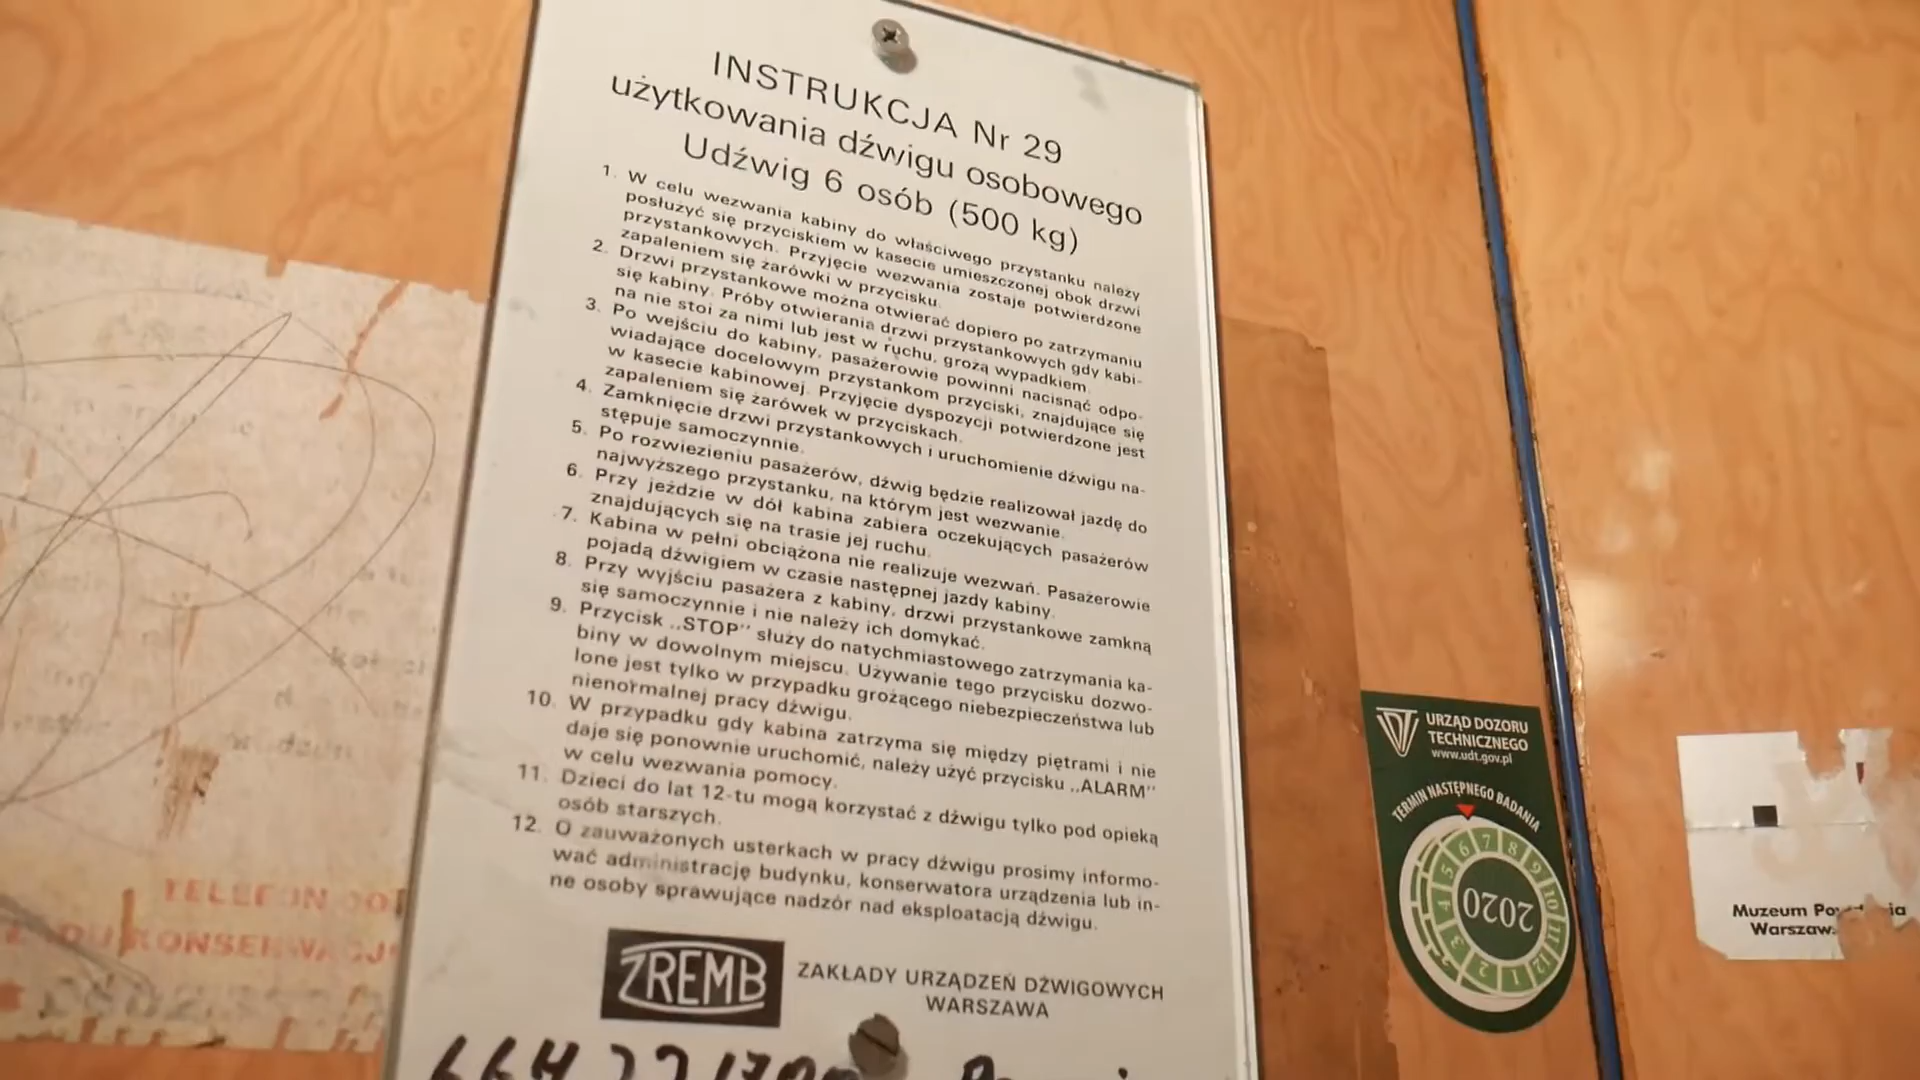 INSTRUKCJA Nr 29
użytkowania dźwigu osobowego
Udźwig 6 osób (500 kg)
1. W celu wezwania kabiny do właściwego przystanku należy
posłużyć się przyciskiem w kasecie umieszczonej obok drzwi
przystankowych. Przyjęcie wezwania zostaje potwierdzone
zapaleniem się żarówki w przycisku.
2. Drzwi przystankowe można otwierać dopiero po zatrzymaniu
się kabiny. Próby otwierania drzwi przystankowych gdy kabi-
na nie stoi za nimi lub jest w ruchu, grożą wypadkiem.
3. Po wejściu do kabiny, pasażerowie powinni nacisnąć odpo-
wiadające docelowym przystankom przyciski, znajdujące się
w kasecie kabinowej. Przyjęcie dyspozycji potwierdzone jest
zapaleniem się żarówek w przyciskach.
4. Zamknięcie drzwi przystankowych i uruchomienie dźwigu na-
stępuje samoczynnie.
5. Po rozwiezieniu pasażerów, dźwig będzie realizował jazdę do
najwyższego przystanku, na którym jest wezwanie.
6. Przy jeździe w dół kabina zabiera oczekujących pasażerów
znajdujących się na trasie jej ruchu.
7. Kabina w pełni obciążona nie realizuje wezwań. Pasażerowie
pojadą dźwigiem w czasie następnej jazdy kabiny.
8. Przy wyjściu pasażera z kabiny, drzwi przystankowe zamkną
się samoczynnie i nie należy ich domykać.
9. Przycisk „STOP” służy do natychmiastowego zatrzymania ka-
biny w dowolnym miejscu. Używanie tego przycisku dozwo-
lone jest tylko w przypadku grożącego niebezpieczeństwa lub
nienormalnej pracy dźwigu.
10. W przypadku gdy kabina zatrzyma się między piętrami i nie
daje się ponownie uruchomić, należy użyć przycisku „ALARM”
w celu wezwania pomocy.
11. Dzieci do lat 12-tu mogą korzystać z dźwigu tylko pod opieką
osób starszych.
12. O zauważonych usterkach w pracy dźwigu prosimy informo-
wać administrację budynku, konserwatora urządzenia lub in-
ne osoby sprawujące nadzór nad eksploatacją dźwigu.
ZREMB
ZAKŁADY URZĄDZEŃ DŹWIGOWYCH
WARSZAWA
TELEFON
URZĄD DOZORU
TECHNICZNEGO
www.udt.gov.pl
TERMIN NASTĘPNEGO BADANIA
1 2 3 4 5 6 7 8 9 10 11 12
2020
Muzeum